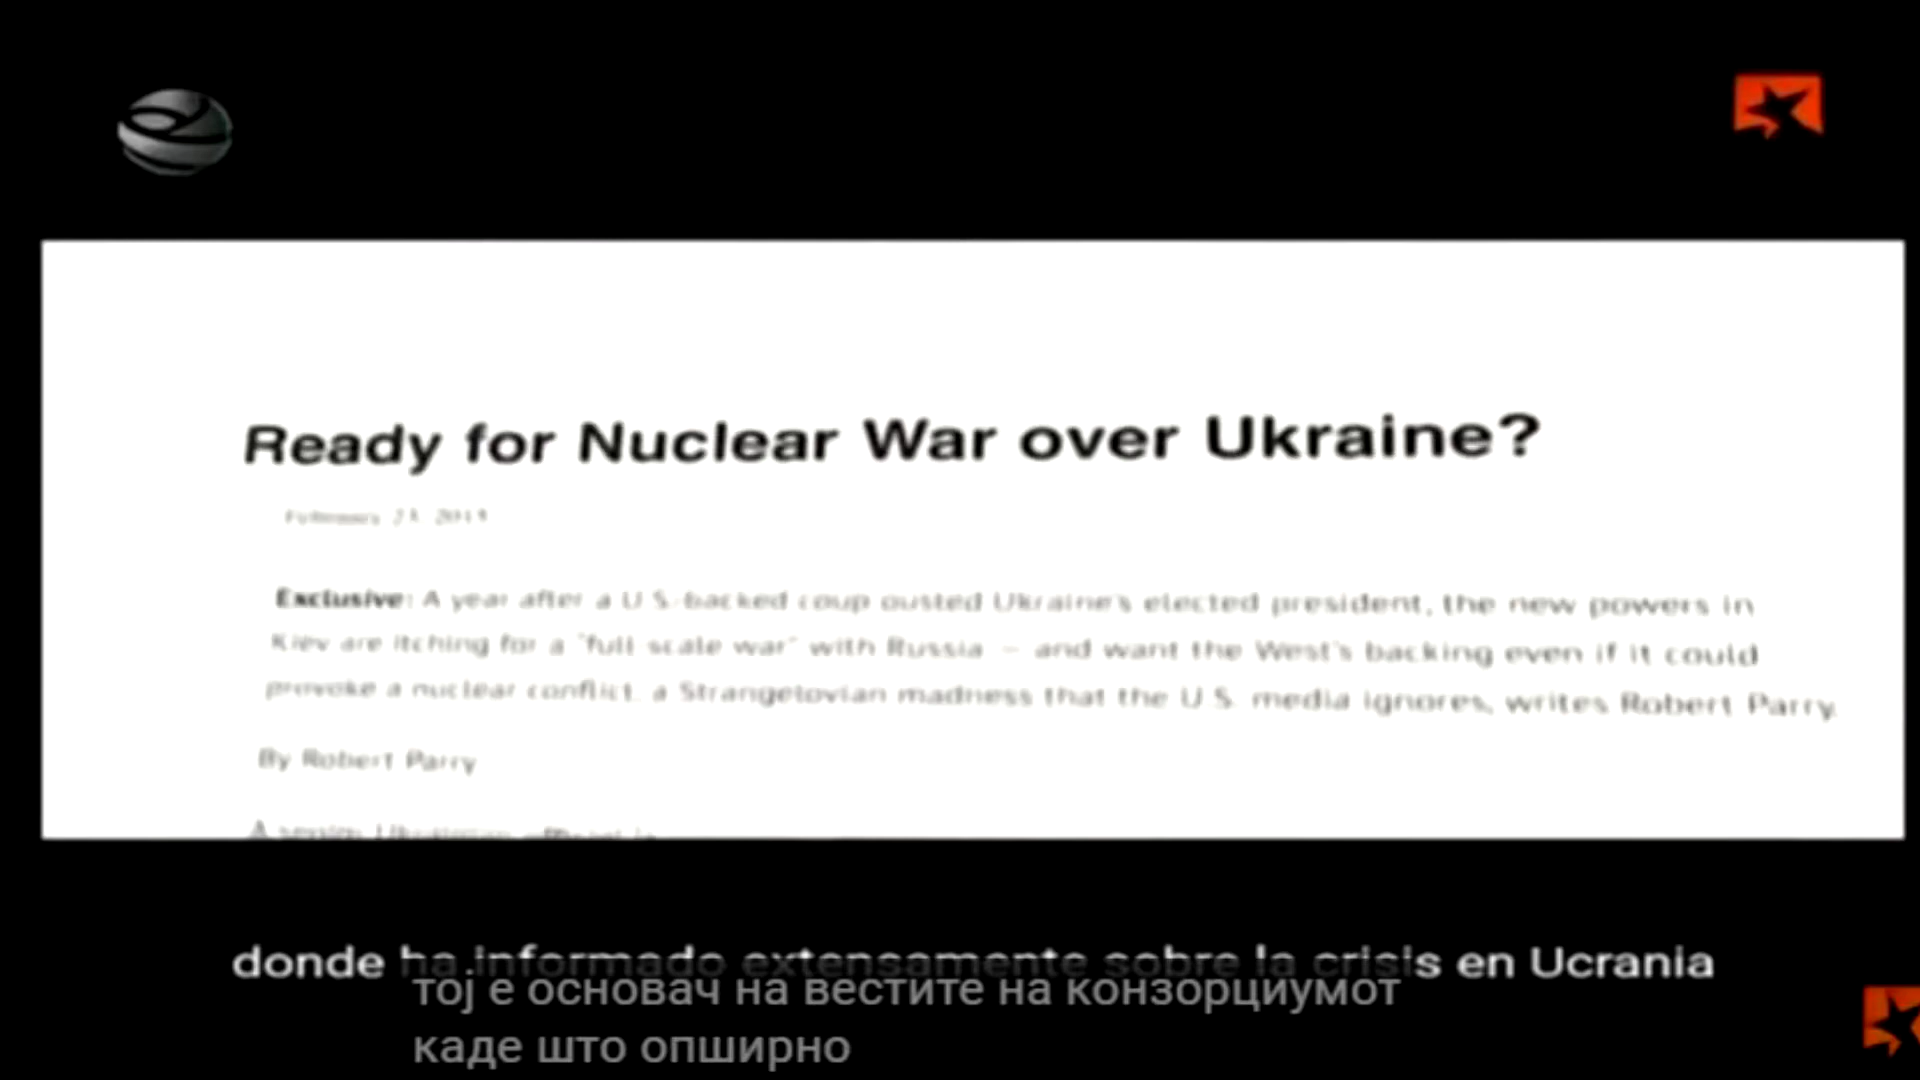 Ready for Nuclear War over Ukraine?
Exclusive: A year after a U.S.-backed coup ousted Ukraine's elected president, the new powers in
Kiev are itching for a "full scale war" with Russia – and want the West's backing even if it could
provoke a nuclear conflict, a Strangelovian madness that the U.S. media ignores, writes Robert Parry.
By Robert Parry
donde ha informado extensamente sobre la crisis en Ucrania
тој е основач на вестите на конзорциумот
каде што опширно